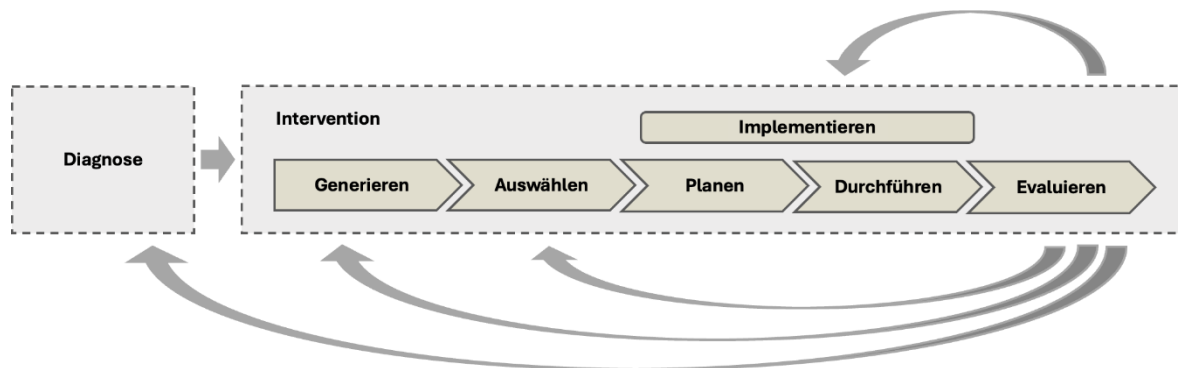 Diagnose
Intervention
Implementieren
Generieren
Auswählen
Planen
Durchführen
Evaluieren